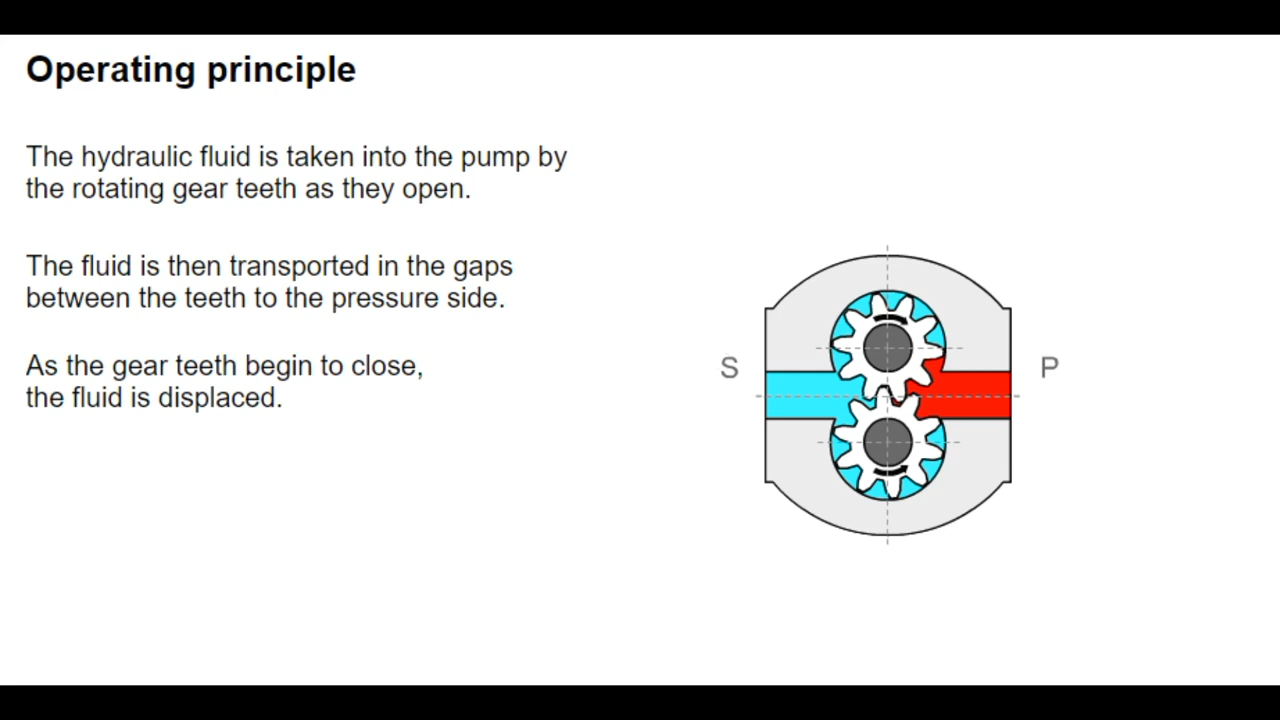 Operating principle
The hydraulic fluid is taken into the pump by
the rotating gear teeth as they open.
The fluid is then transported in the gaps
between the teeth to the pressure side.
As the gear teeth begin to close,
the fluid is displaced.
S
P